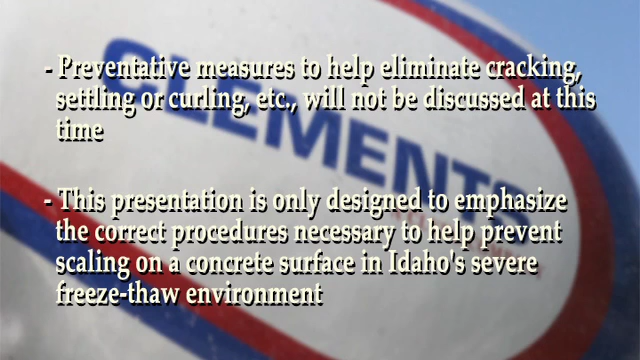 CLEMENTS
- Preventative measures to help eliminate cracking,
settling or curling, etc., will not be discussed at this
time
- This presentation is only designed to emphasize
the correct procedures necessary to help prevent
scaling on a concrete surface in Idaho's severe
freeze-thaw environment